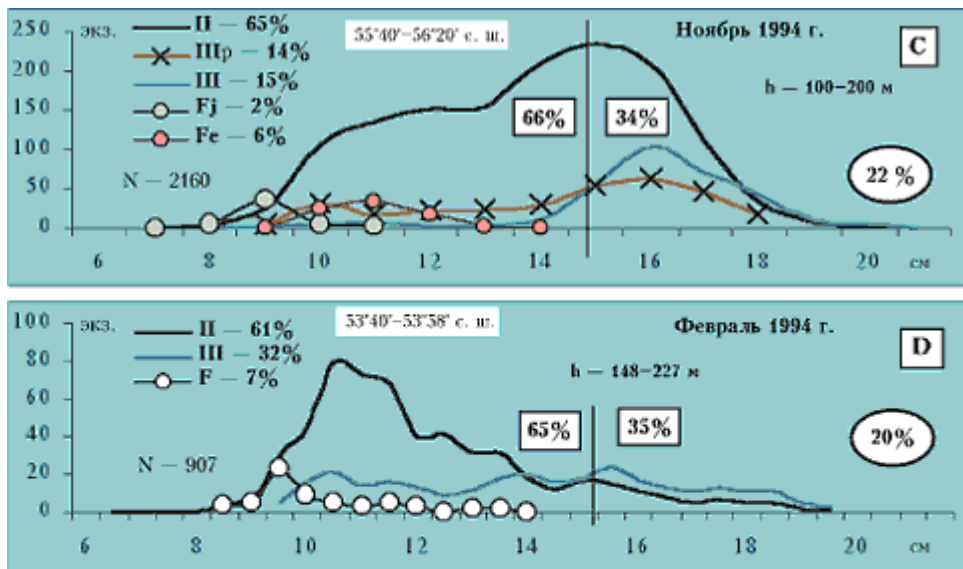 экз.
250
200
150
100
50
0
II – 65%
IIIp – 14%
III – 15%
Fj – 2%
Fe – 6%
N – 2160
55°40'–56°20' с. ш.
Ноябрь 1994 г.
C
h – 100–200 м
66%
34%
22 %
6 8 10 12 14 16 18 20 см
экз.
100
80
60
40
20
0
II – 61%
III – 32%
F – 7%
N – 907
53°40'–53°58' с. ш.
Февраль 1994 г.
D
h – 148–227 м
65%
35%
20%
6 8 10 12 14 16 18 20 см